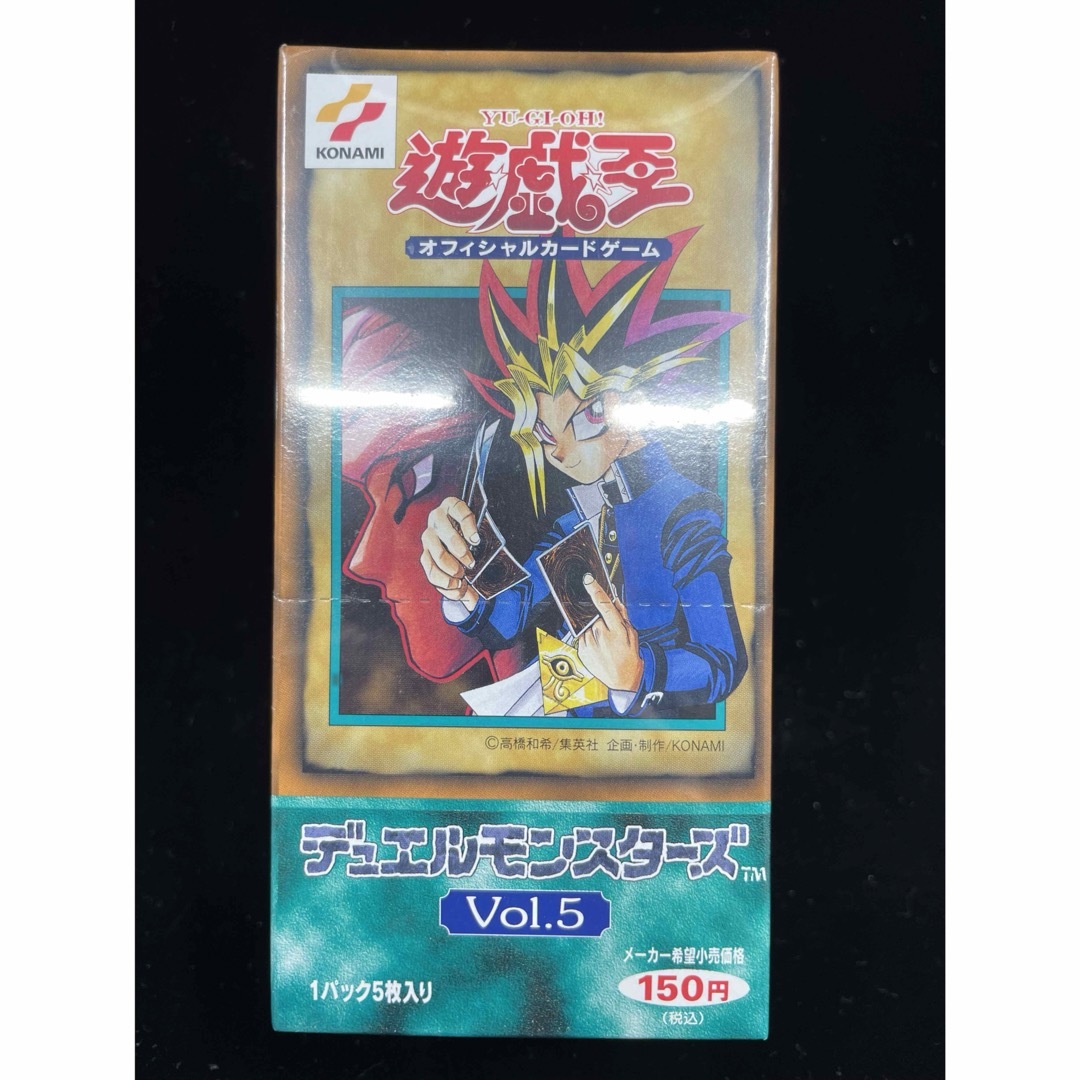 KONAMI
YU-GI-OH!
遊☆戯☆王
オフィシャルカードゲーム
©高橋和希/集英社 企画・制作/KONAMI
デュエルモンスターズTM
Vol.5
メーカー希望小売価格
1パック5枚入り
150円
(税込)